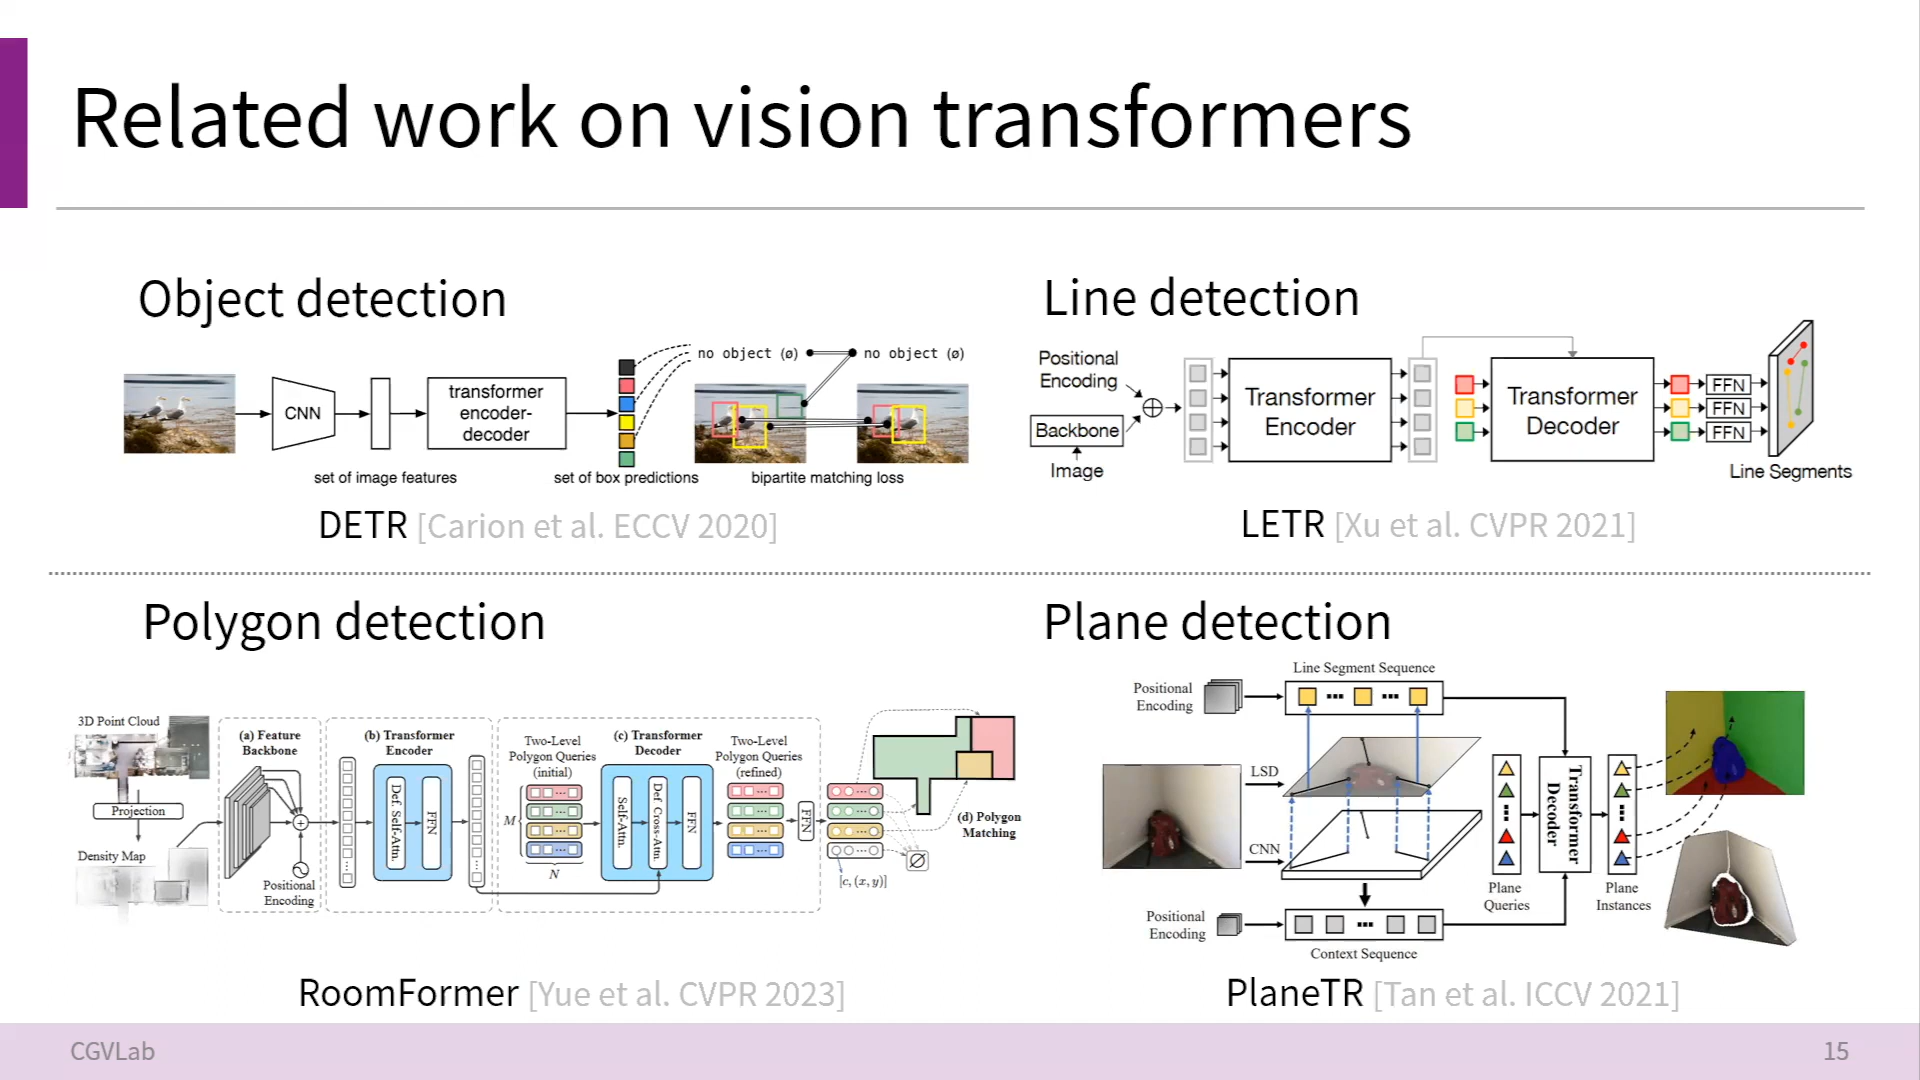 Related work on vision transformers
Object detection
CNN
transformer
encoder-
decoder
no object (ø)
no object (ø)
set of image features
set of box predictions
bipartite matching loss
DETR [Carion et al. ECCV 2020]
Line detection
Positional
Encoding
Backbone
Image
Transformer
Encoder
Transformer
Decoder
FFN
FFN
FFN
Line Segments
LETR [Xu et al. CVPR 2021]
Polygon detection
3D Point Cloud
Projection
Density Map
(a) Feature
Backbone
Positional
Encoding
(b) Transformer
Encoder
Def. Self-Attn.
FFN
Two-Level
Polygon Queries
(initial)
M
N
(c) Transformer
Decoder
Self-Attn.
Def. Cross-Attn.
FFN
Two-Level
Polygon Queries
(refined)
FFN
[c, (x, y)]
∅
(d) Polygon
Matching
RoomFormer [Yue et al. CVPR 2023]
Plane detection
Line Segment Sequence
Positional
Encoding
LSD
CNN
Positional
Encoding
Context Sequence
Plane
Queries
Transformer
Decoder
Plane
Instances
PlaneTR [Tan et al. ICCV 2021]
CGVLab
15